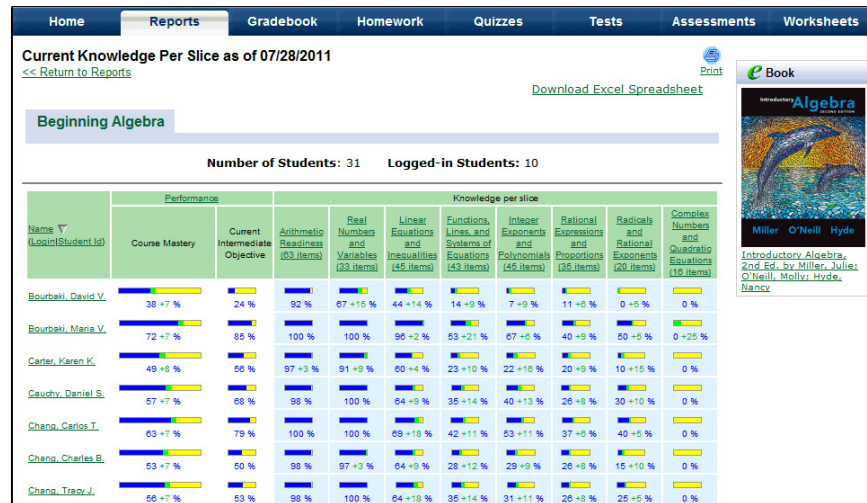 Home Reports Gradebook Homework Quizzes Tests Assessments Worksheets
Current Knowledge Per Slice as of 07/28/2011
<< Return to Reports
Print
Download Excel Spreadsheet
Beginning Algebra
Number of Students: 31 Logged-in Students: 10
Performance
Knowledge per slice
Name
(Login|Student Id)
Course Mastery
Current
Intermediate
Objective
Arithmetic
Readiness
(63 items)
Real
Numbers
and
Variables
(33 items)
Linear
Equations
and
Inequalities
(45 items)
Functions,
Lines, and
Systems of
Equations
(43 items)
Integer
Exponents
and
Polynomials
(45 items)
Rational
Expressions
and
Proportions
(35 items)
Radicals
and
Rational
Exponents
(20 items)
Complex
Numbers
and
Quadratic
Equations
(16 items)
Bourbaki, David V.
38 +7 % 24 % 92 % 67 +15 % 44 +14 % 14 +9 % 7 +9 % 11 +6 % 0 +5 % 0 %
Bourbaki, Maria V.
72 +7 % 85 % 100 % 100 % 96 +2 % 53 +21 % 67 +6 % 40 +9 % 50 +5 % 0 +25 %
Carter, Karen K.
49 +8 % 56 % 97 +3 % 91 +9 % 60 +4 % 23 +10 % 22 +16 % 20 +9 % 10 +15 % 0 %
Cauchy, Daniel S.
57 +7 % 68 % 98 % 100 % 64 +9 % 35 +14 % 40 +13 % 26 +8 % 30 +10 % 0 %
Chang, Carlos T.
63 +7 % 79 % 100 % 100 % 69 +18 % 42 +11 % 53 +11 % 37 +6 % 40 +5 % 0 %
Chang, Charles B.
53 +7 % 50 % 98 % 97 +3 % 64 +9 % 28 +12 % 29 +9 % 26 +8 % 15 +10 % 0 %
Chang, Tracy J.
56 +7 % 53 % 98 % 100 % 64 +18 % 35 +14 % 31 +11 % 26 +8 % 25 +5 % 0 %
e Book
Introductory Algebra
SECOND EDITION
Miller O'Neill Hyde
Introductory Algebra,
2nd Ed. by Miller, Julie;
O'Neill, Molly; Hyde,
Nancy